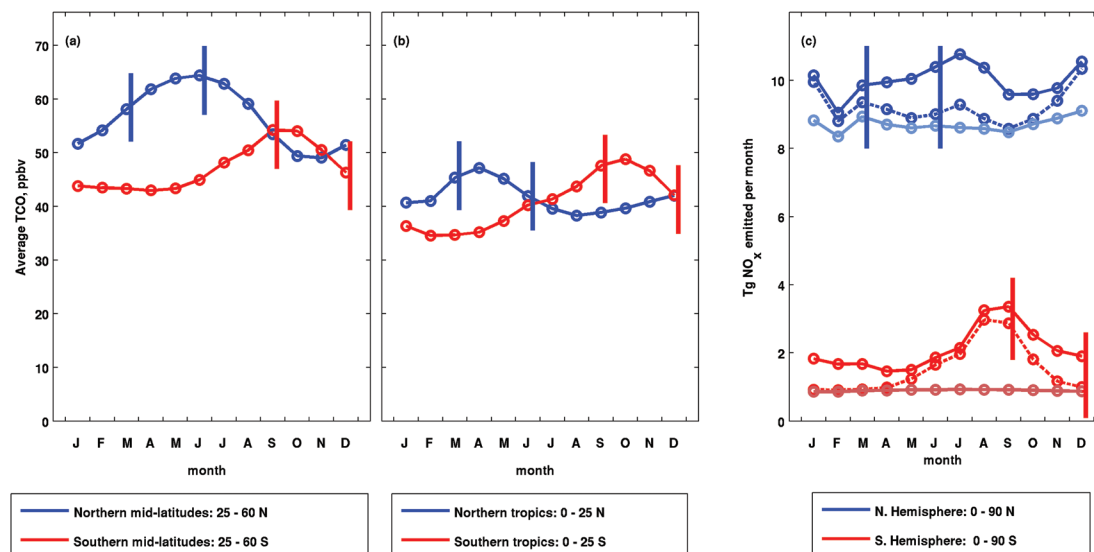 (a)
(b)
(c)
Average TCO, ppbv
70
60
50
40
30
20
10
0
J F M A M J J A S O N D
month
J F M A M J J A S O N D
month
Tg NOx emitted per month
10
8
6
4
2
0
J F M A M J J A S O N D
month
Northern mid-latitudes: 25 - 60 N
Southern mid-latitudes: 25 - 60 S
Northern tropics: 0 - 25 N
Southern tropics: 0 - 25 S
N. Hemisphere: 0 - 90 N
S. Hemisphere: 0 - 90 S